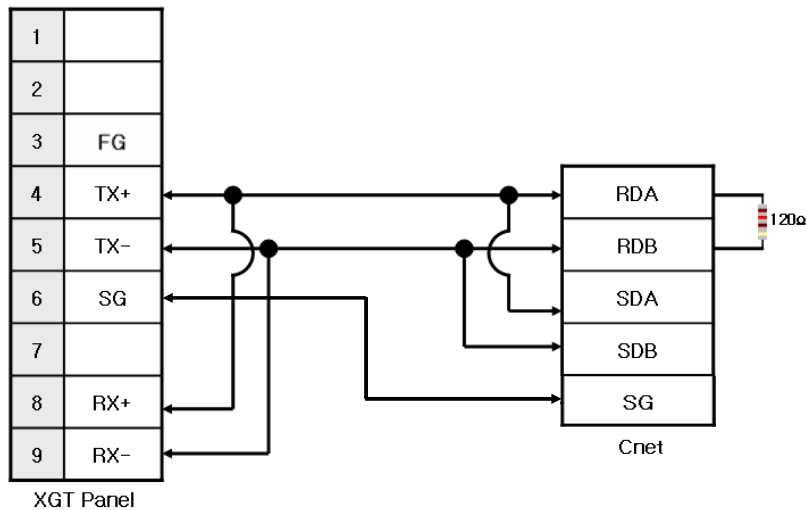 1
2
3 FG
4 TX+
5 TX-
6 SG
7
8 RX+
9 RX-
XGT Panel
RDA
RDB
SDA
SDB
SG
Cnet
120Ω